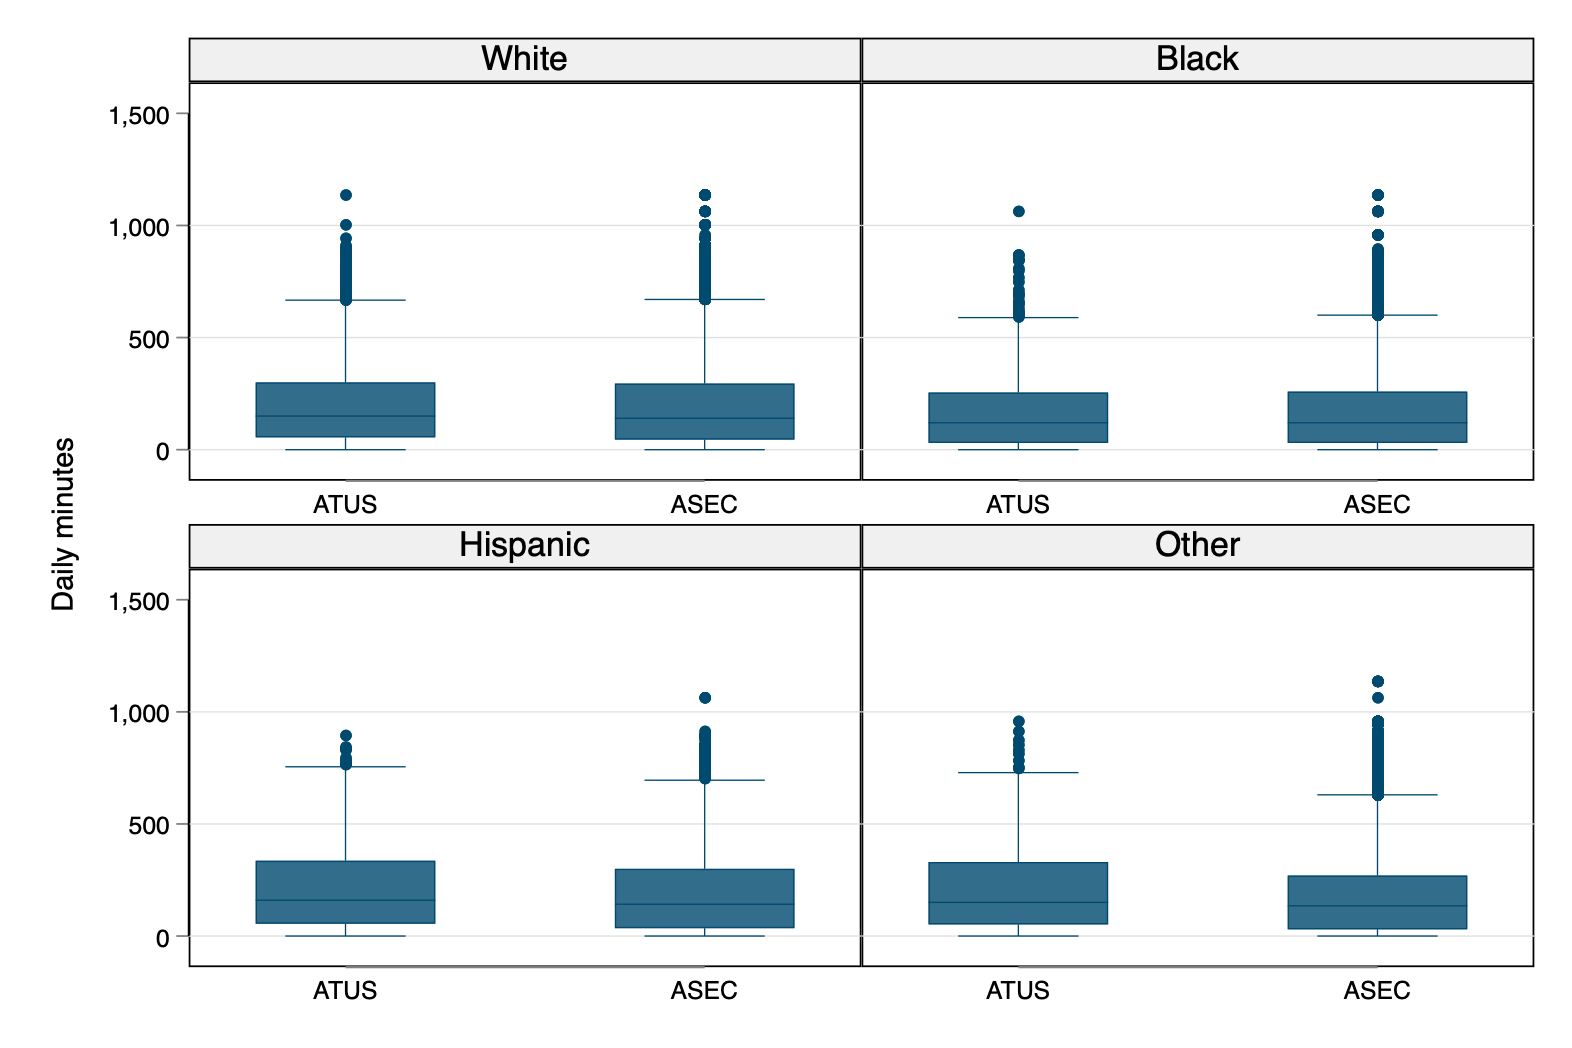 White
Black
Daily minutes
1,500
1,000
500
0
ATUS
ASEC
ATUS
ASEC
Hispanic
Other
1,500
1,000
500
0
ATUS
ASEC
ATUS
ASEC